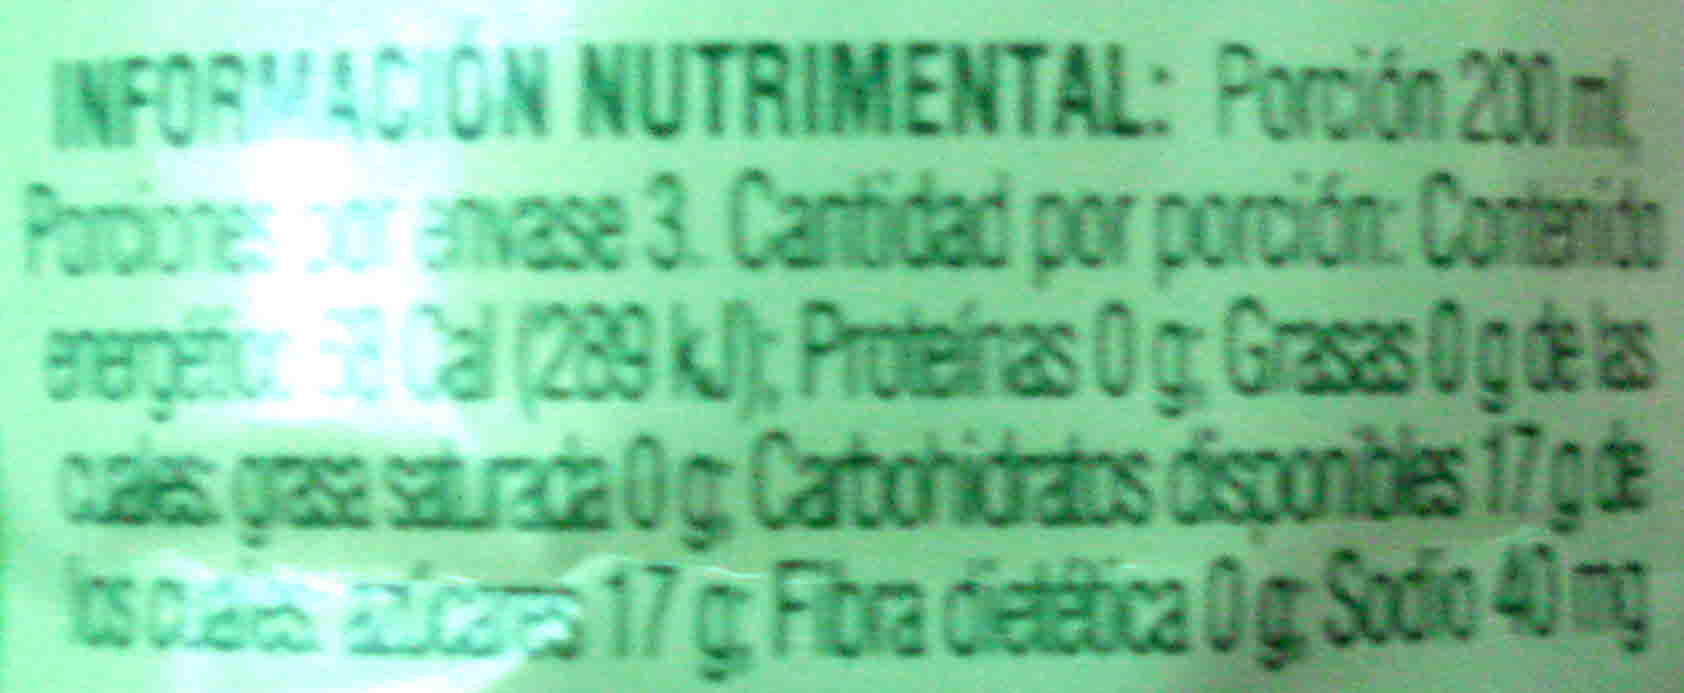 INFORMACIÓN NUTRIMENTAL: Porción 200 mL
Porciones por envase 3. Cantidad por porción: Contenido
energético 68 Cal (289 kJ); Proteínas 0 g; Grasas 0 g de las
cuales grasa saturada 0 g; Carbohidratos disponibles 17 g de
los cuales, azúcares 17 g; Fibra dietética 0 g; Sodio 40 mg